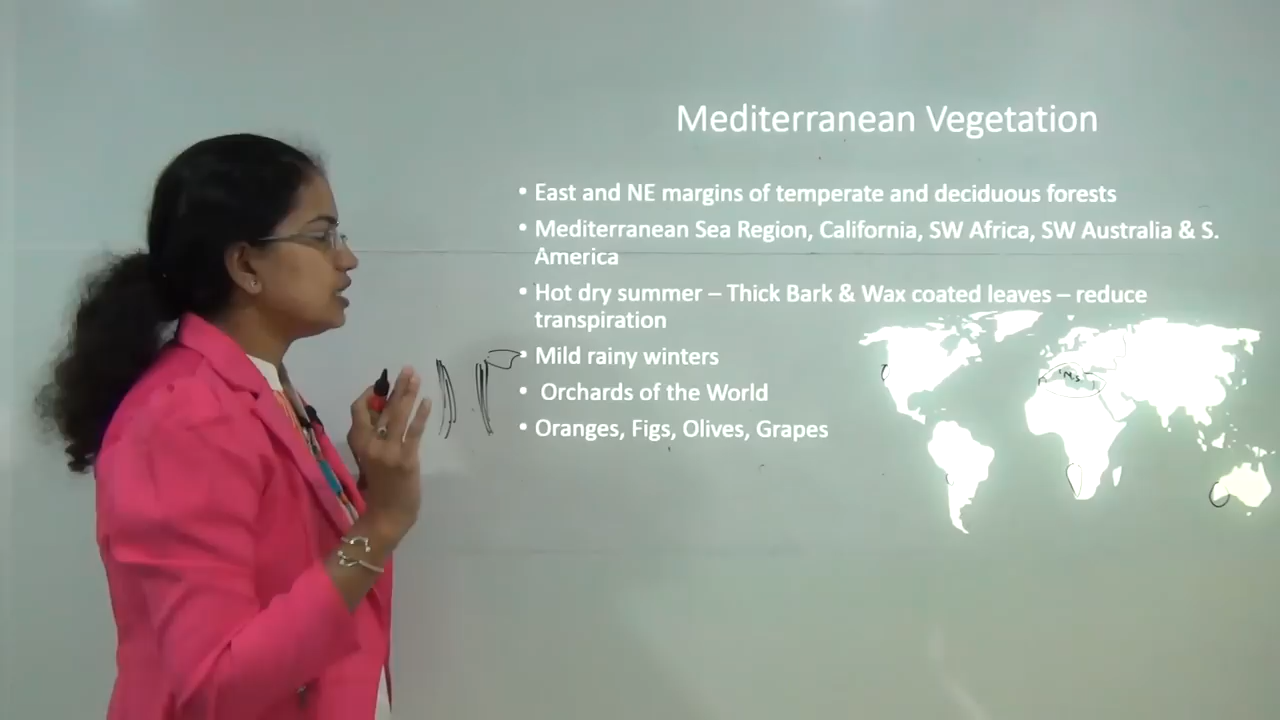 Mediterranean Vegetation
• East and NE margins of temperate and deciduous forests
• Mediterranean Sea Region, California, SW Africa, SW Australia & S.
America
• Hot dry summer – Thick Bark & Wax coated leaves – reduce
transpiration
• Mild rainy winters
• Orchards of the World
• Oranges, Figs, Olives, Grapes